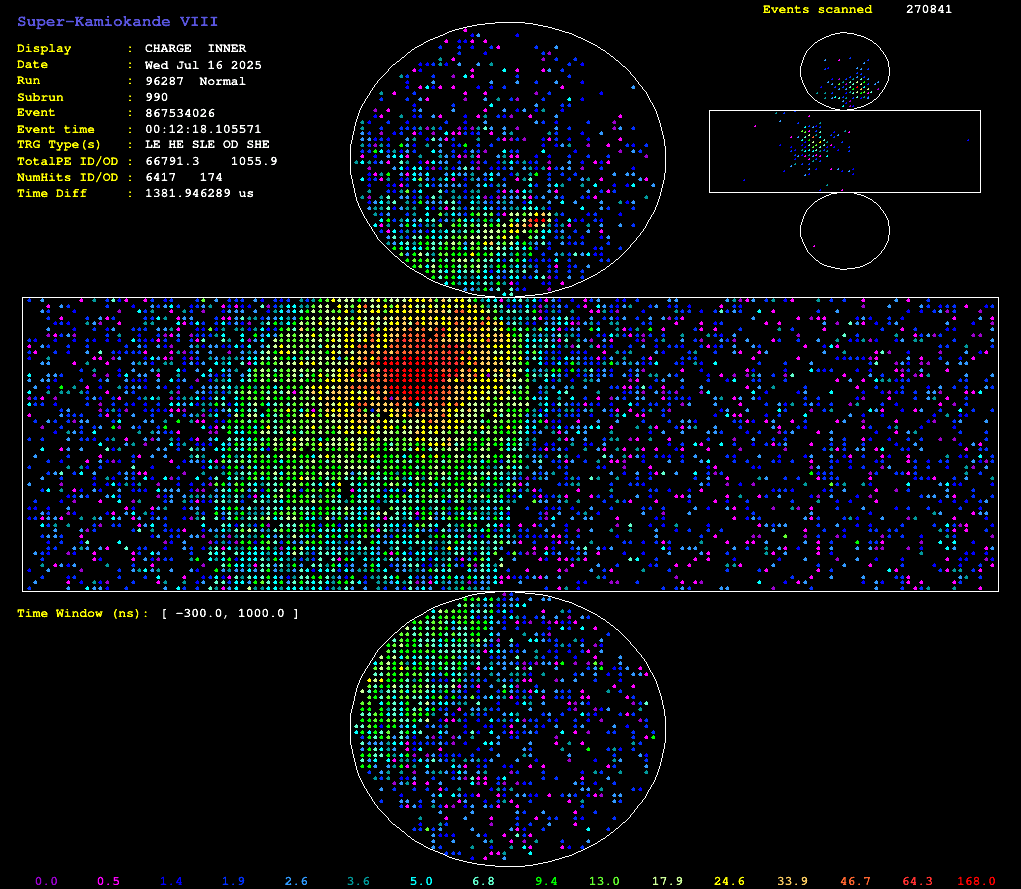 Super-Kamiokande VIII
Events scanned 270841
Display : CHARGE INNER
Date : Wed Jul 16 2025
Run : 96287 Normal
Subrun : 990
Event : 867534026
Event time : 00:12:18.105571
TRG Type(s) : LE HE SLE OD SHE
TotalPE ID/OD : 66791.3 1055.9
NumHits ID/OD : 6417 174
Time Diff : 1381.946289 us
Time Window (ns): [ -300.0, 1000.0 ]
0.0 0.5 1.4 1.9 2.6 3.6 5.0 6.8 9.4 13.0 17.9 24.6 33.9 46.7 64.3 168.0